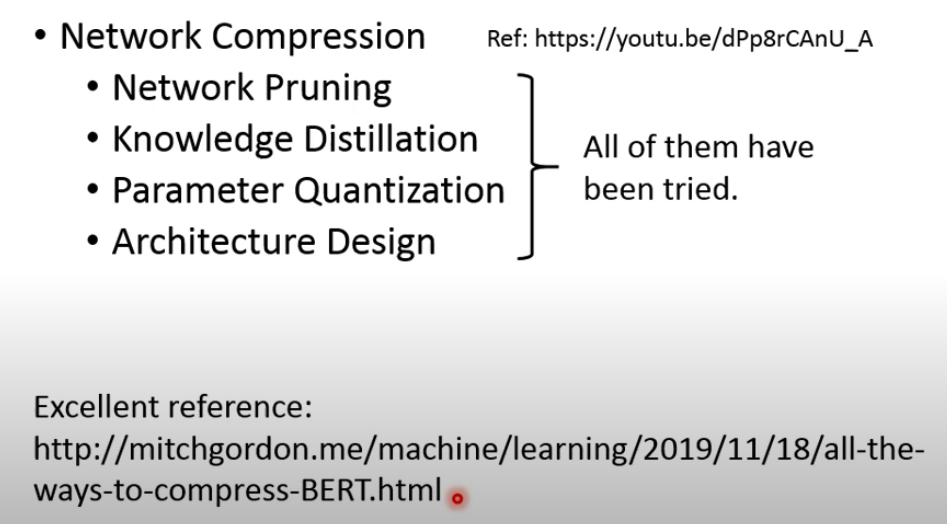 • Network Compression Ref: https://youtu.be/dPp8rCAnU_A
• Network Pruning
• Knowledge Distillation
• Parameter Quantization
• Architecture Design
All of them have
been tried.
Excellent reference:
http://mitchgordon.me/machine/learning/2019/11/18/all-the-
ways-to-compress-BERT.html